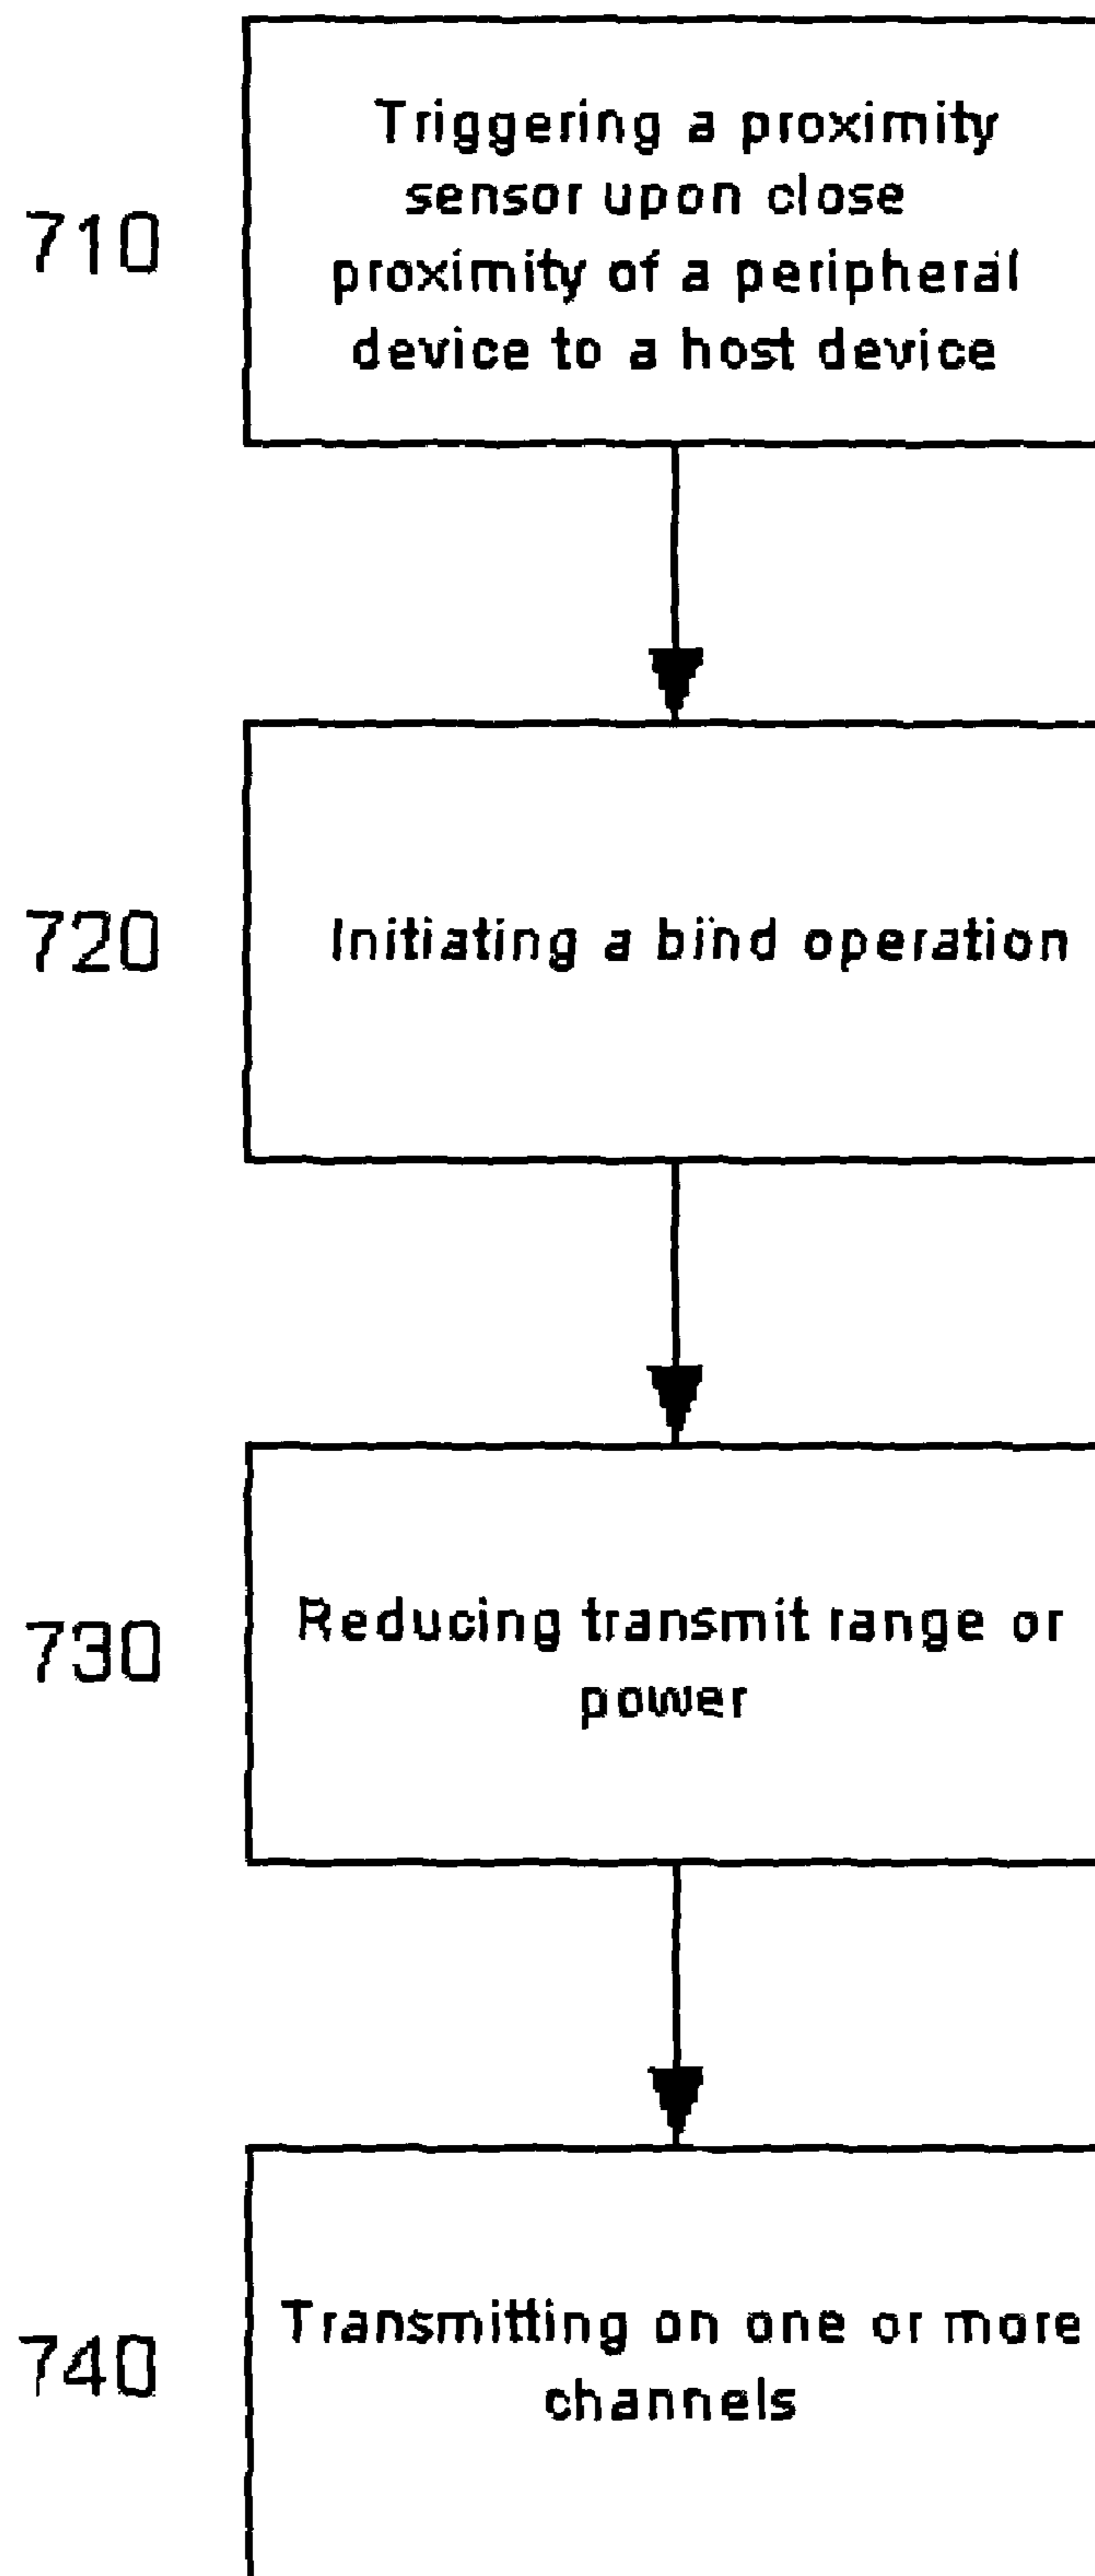 Triggering a proximity
sensor upon close
proximity of a peripheral
device to a host device
710
Initiating a bind operation
720
Reducing transmit range or
power
730
Transmitting on one or more
channels
740